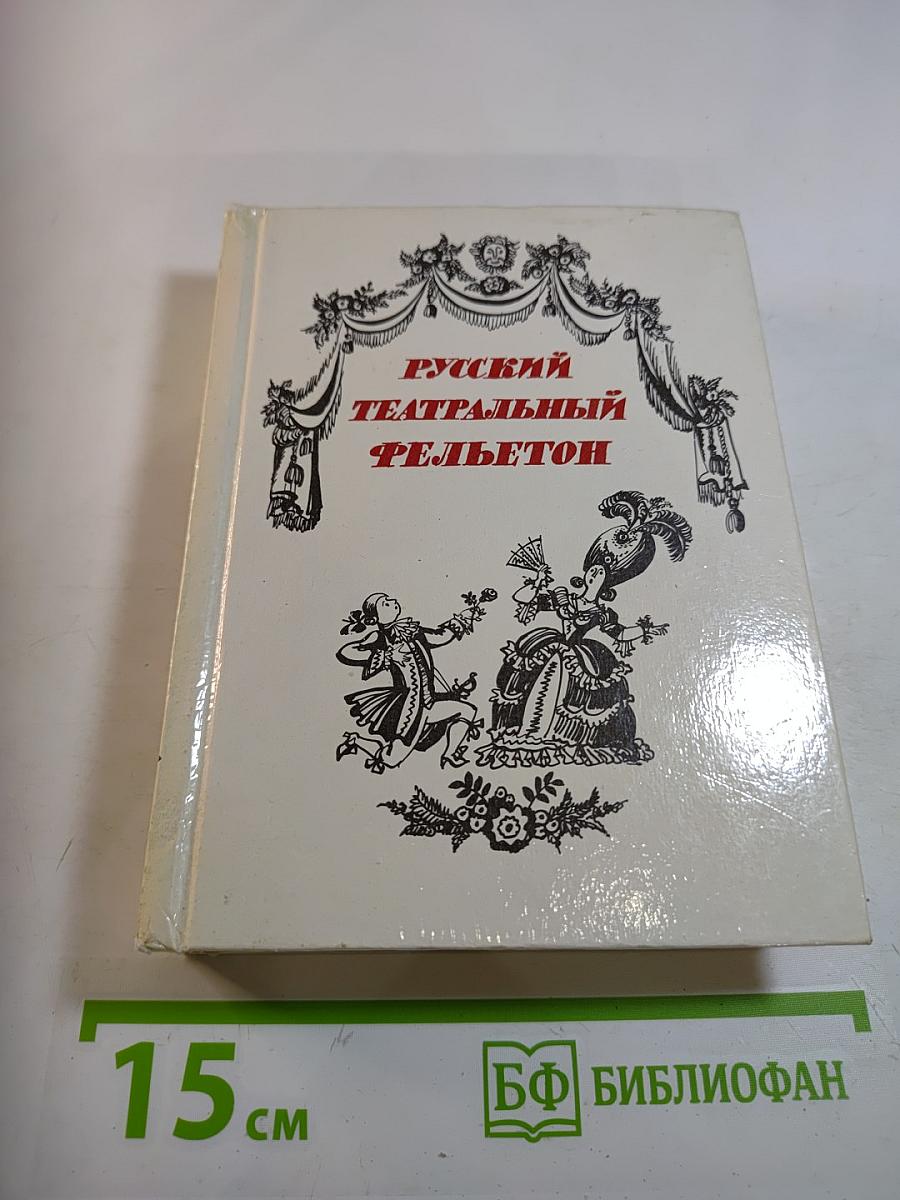 РУССКИЙ
ТЕАТРАЛЬНЫЙ
ФЕЛЬЕТОН
15 см
БФ БИБЛИОФАН